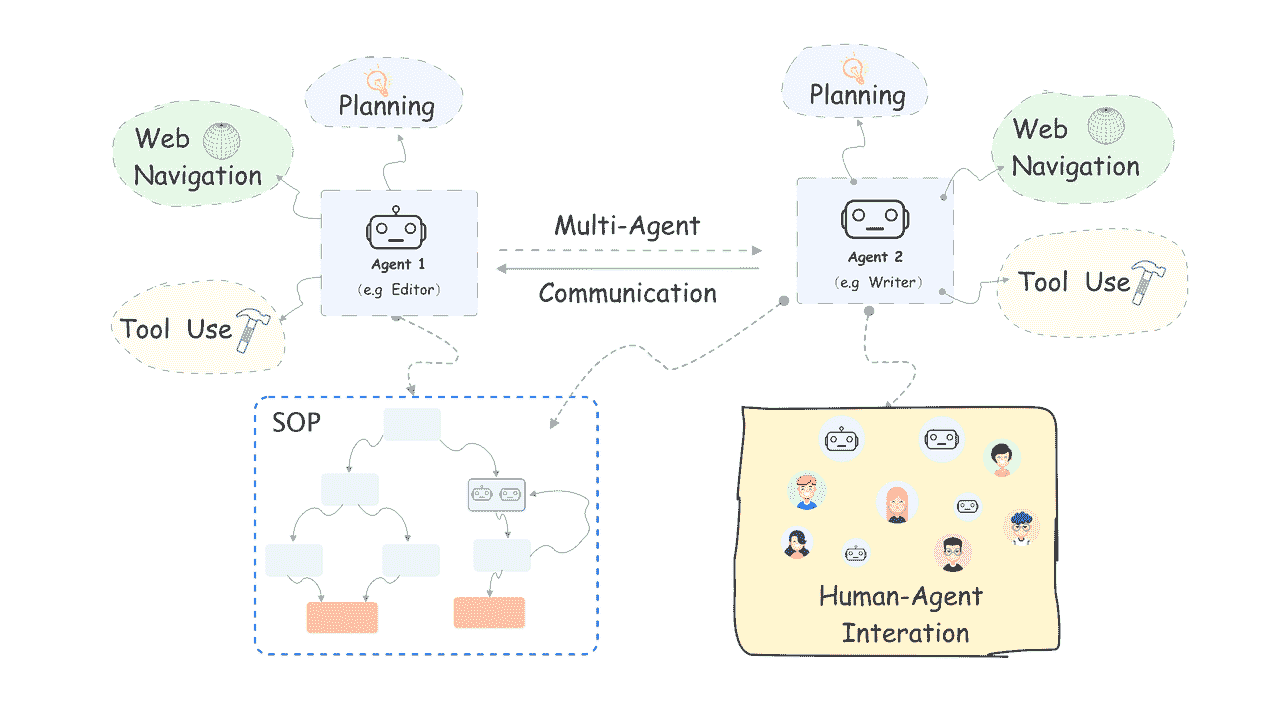 Planning
Web
Navigation
Tool Use
Agent 1
(e.g Editor)
Multi-Agent
Communication
Planning
Web
Navigation
Tool Use
Agent 2
(e.g Writer)
SOP
Human-Agent
Interation